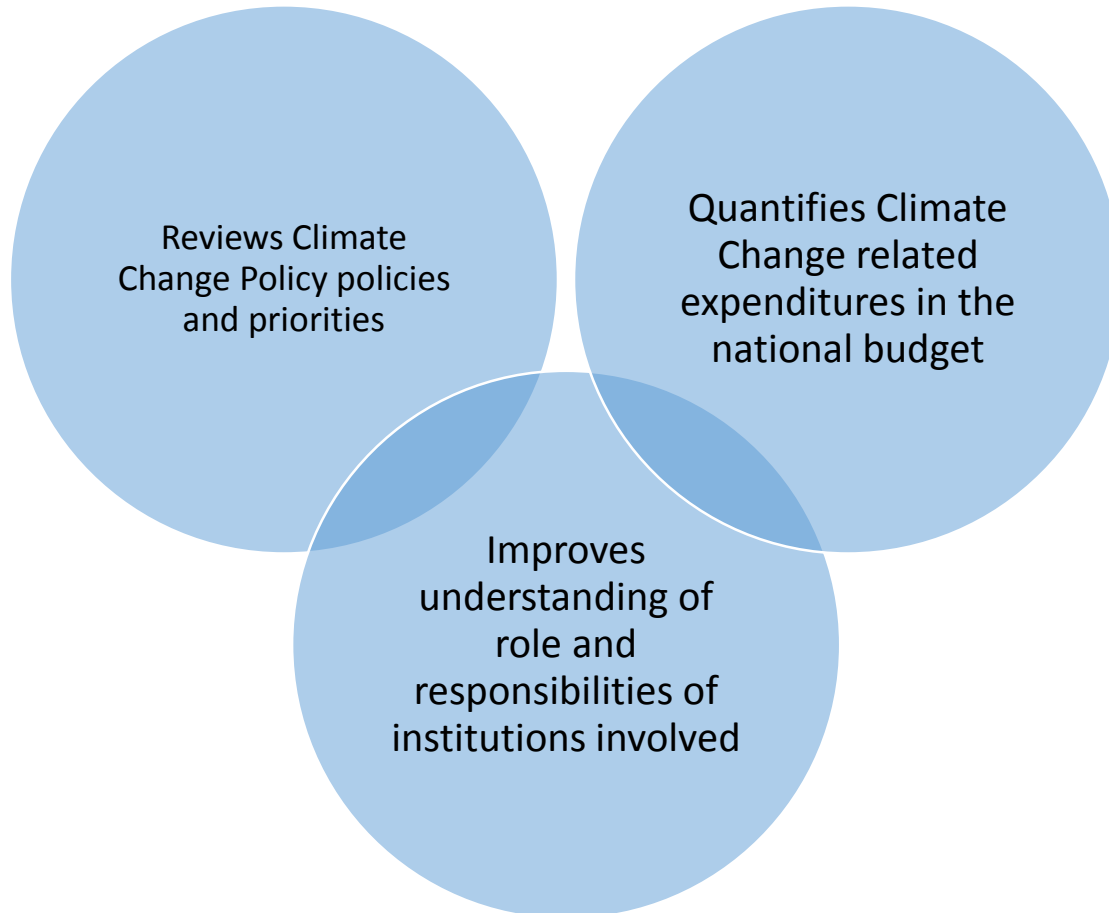 Reviews Climate
Change Policy policies
and priorities
Quantifies Climate
Change related
expenditures in the
national budget
Improves
understanding of
role and
responsibilities of
institutions involved